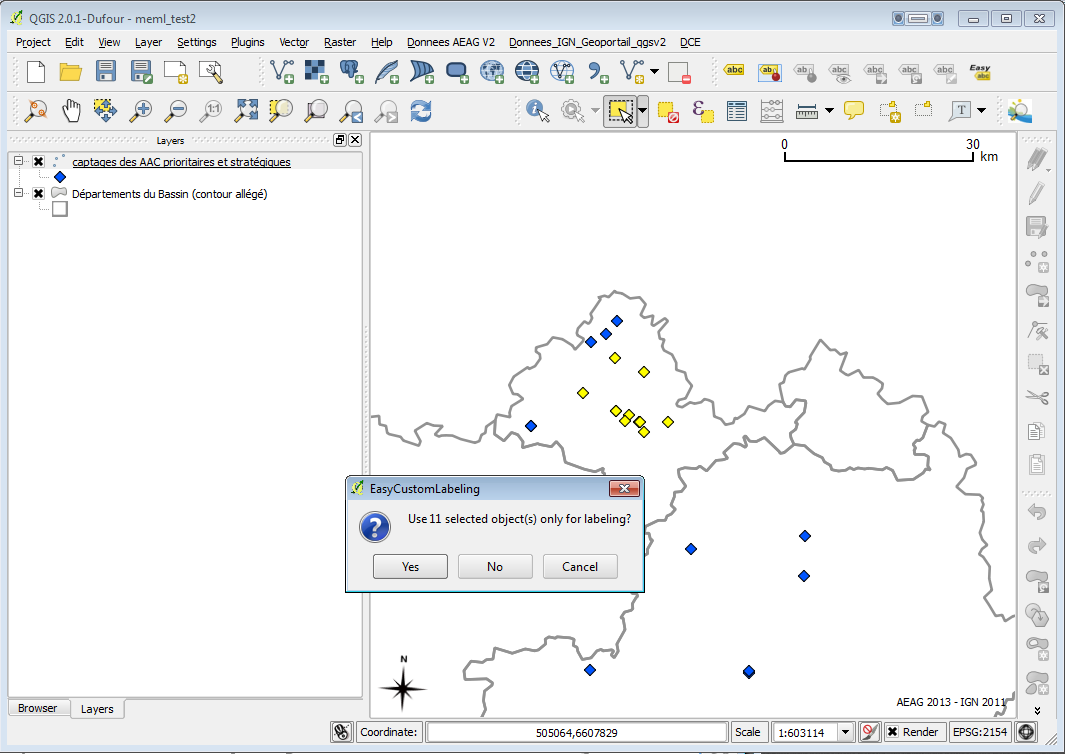 QGIS 2.0.1-Dufour - meml_test2
Project Edit View Layer Settings Plugins Vector Raster Help Donnees AEAG V2 Donnees_IGN_Geoportail_qgsv2 DCE
abc ab abc abc abc abc abc Easy abc
1:1 T
Layers
captages des AAC prioritaires et stratégiques
Départements du Bassin (contour allégé)
0 30 km
EasyCustomLabeling
Use 11 selected object(s) only for labeling?
Yes No Cancel
N
AEAG 2013 - IGN 2011
Browser Layers
Coordinate: 505064,6607829 Scale 1:603114 Render EPSG:2154